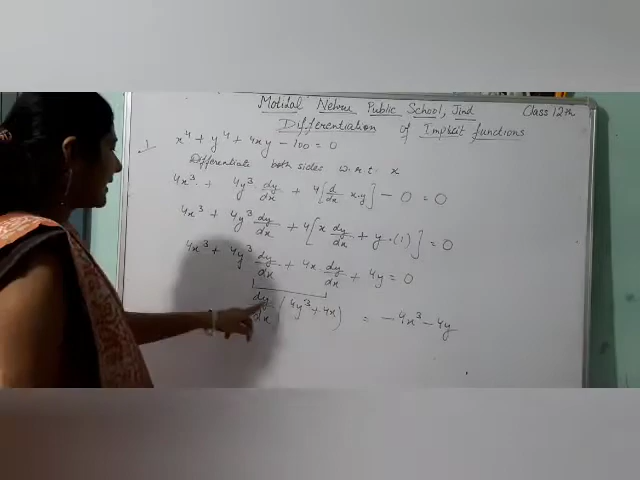 Motilal Nehru Public School, Jind Class 12th
Differentiation of Implicit functions
1 x⁴ + y⁴ + 4xy - 100 = 0
Differentiate both sides w.r.t. x
4x³ + 4y³ dy/dx + 4[d/dx x.y] - 0 = 0
4x³ + 4y³ dy/dx + 4[x dy/dx + y.(1)] = 0
4x³ + 4y³ dy/dx + 4x dy/dx + 4y = 0
dy/dx (4y³ + 4x) = -4x³ - 4y